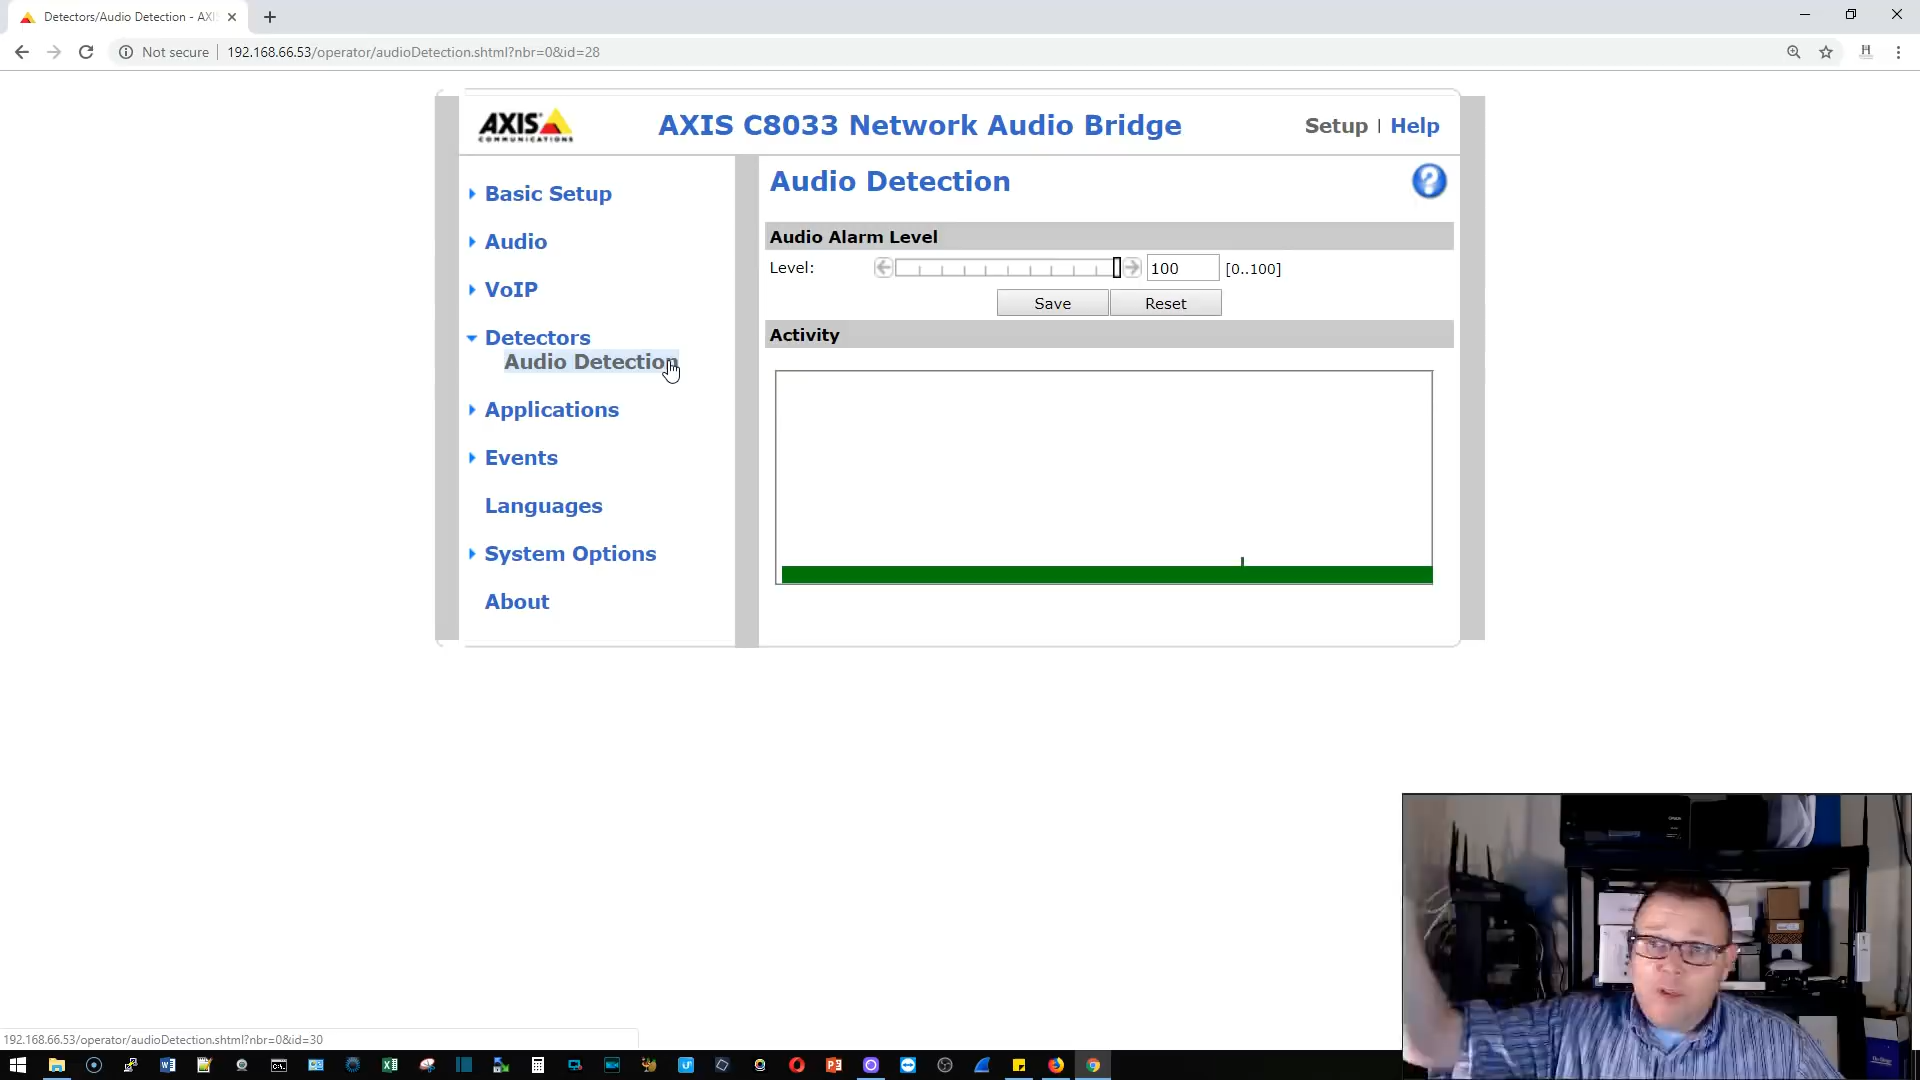 Detectors/Audio Detection - AXI
Not secure
192.168.66.53/operator/audioDetection.shtml?nbr=0&id=28
AXIS
COMMUNICATIONS
AXIS C8033 Network Audio Bridge
Setup | Help
Basic Setup
Audio
VoIP
Detectors
Audio Detection
Applications
Events
Languages
System Options
About
Audio Detection
Audio Alarm Level
Level:
100
[0..100]
Save
Reset
Activity
192.168.66.53/operator/audioDetection.shtml?nbr=0&id=30